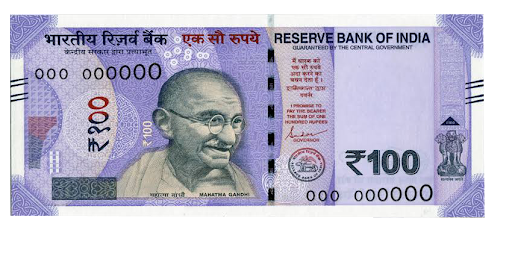 भारतीय रिज़र्व बैंक
केन्द्रीय सरकार द्वारा प्रत्याभूत
एक सौ रुपये
RESERVE BANK OF INDIA
GUARANTEED BY THE CENTRAL GOVERNMENT
000 000000
₹१००
₹100
महात्मा गांधी
MAHATMA GANDHI
मैं धारक को
एक सौ रुपये
अदा करने का
वचन देता हूँ।
I PROMISE TO
PAY THE BEARER
THE SUM OF ONE
HUNDRED RUPEES
GOVERNOR
₹100
000 000000